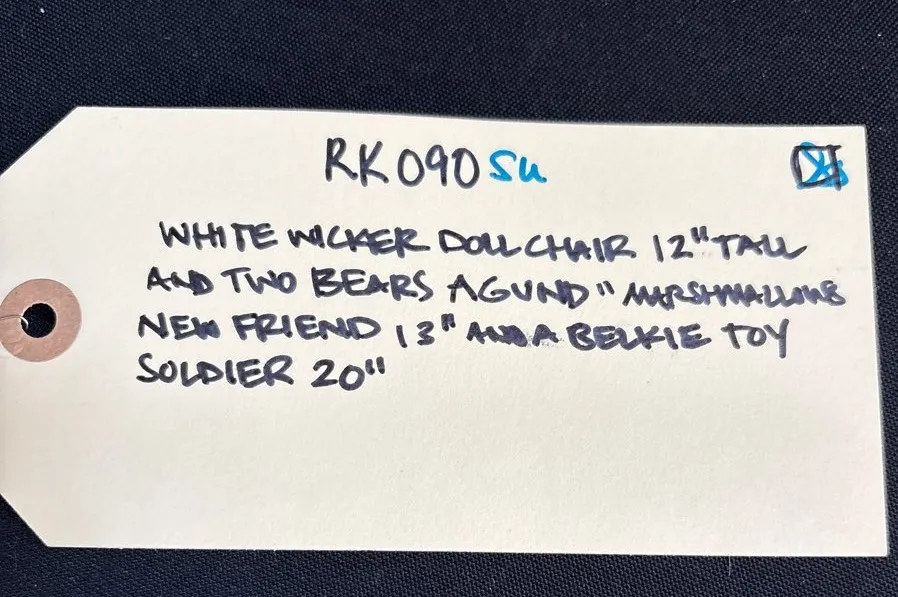 RK090 Su
WHITE WICKER DOLL CHAIR 12" TALL
AND TWO BEARS A GUND " MARSHMALLOWS
NEW FRIEND 13" AND A BELKIE TOY
SOLDIER 20"